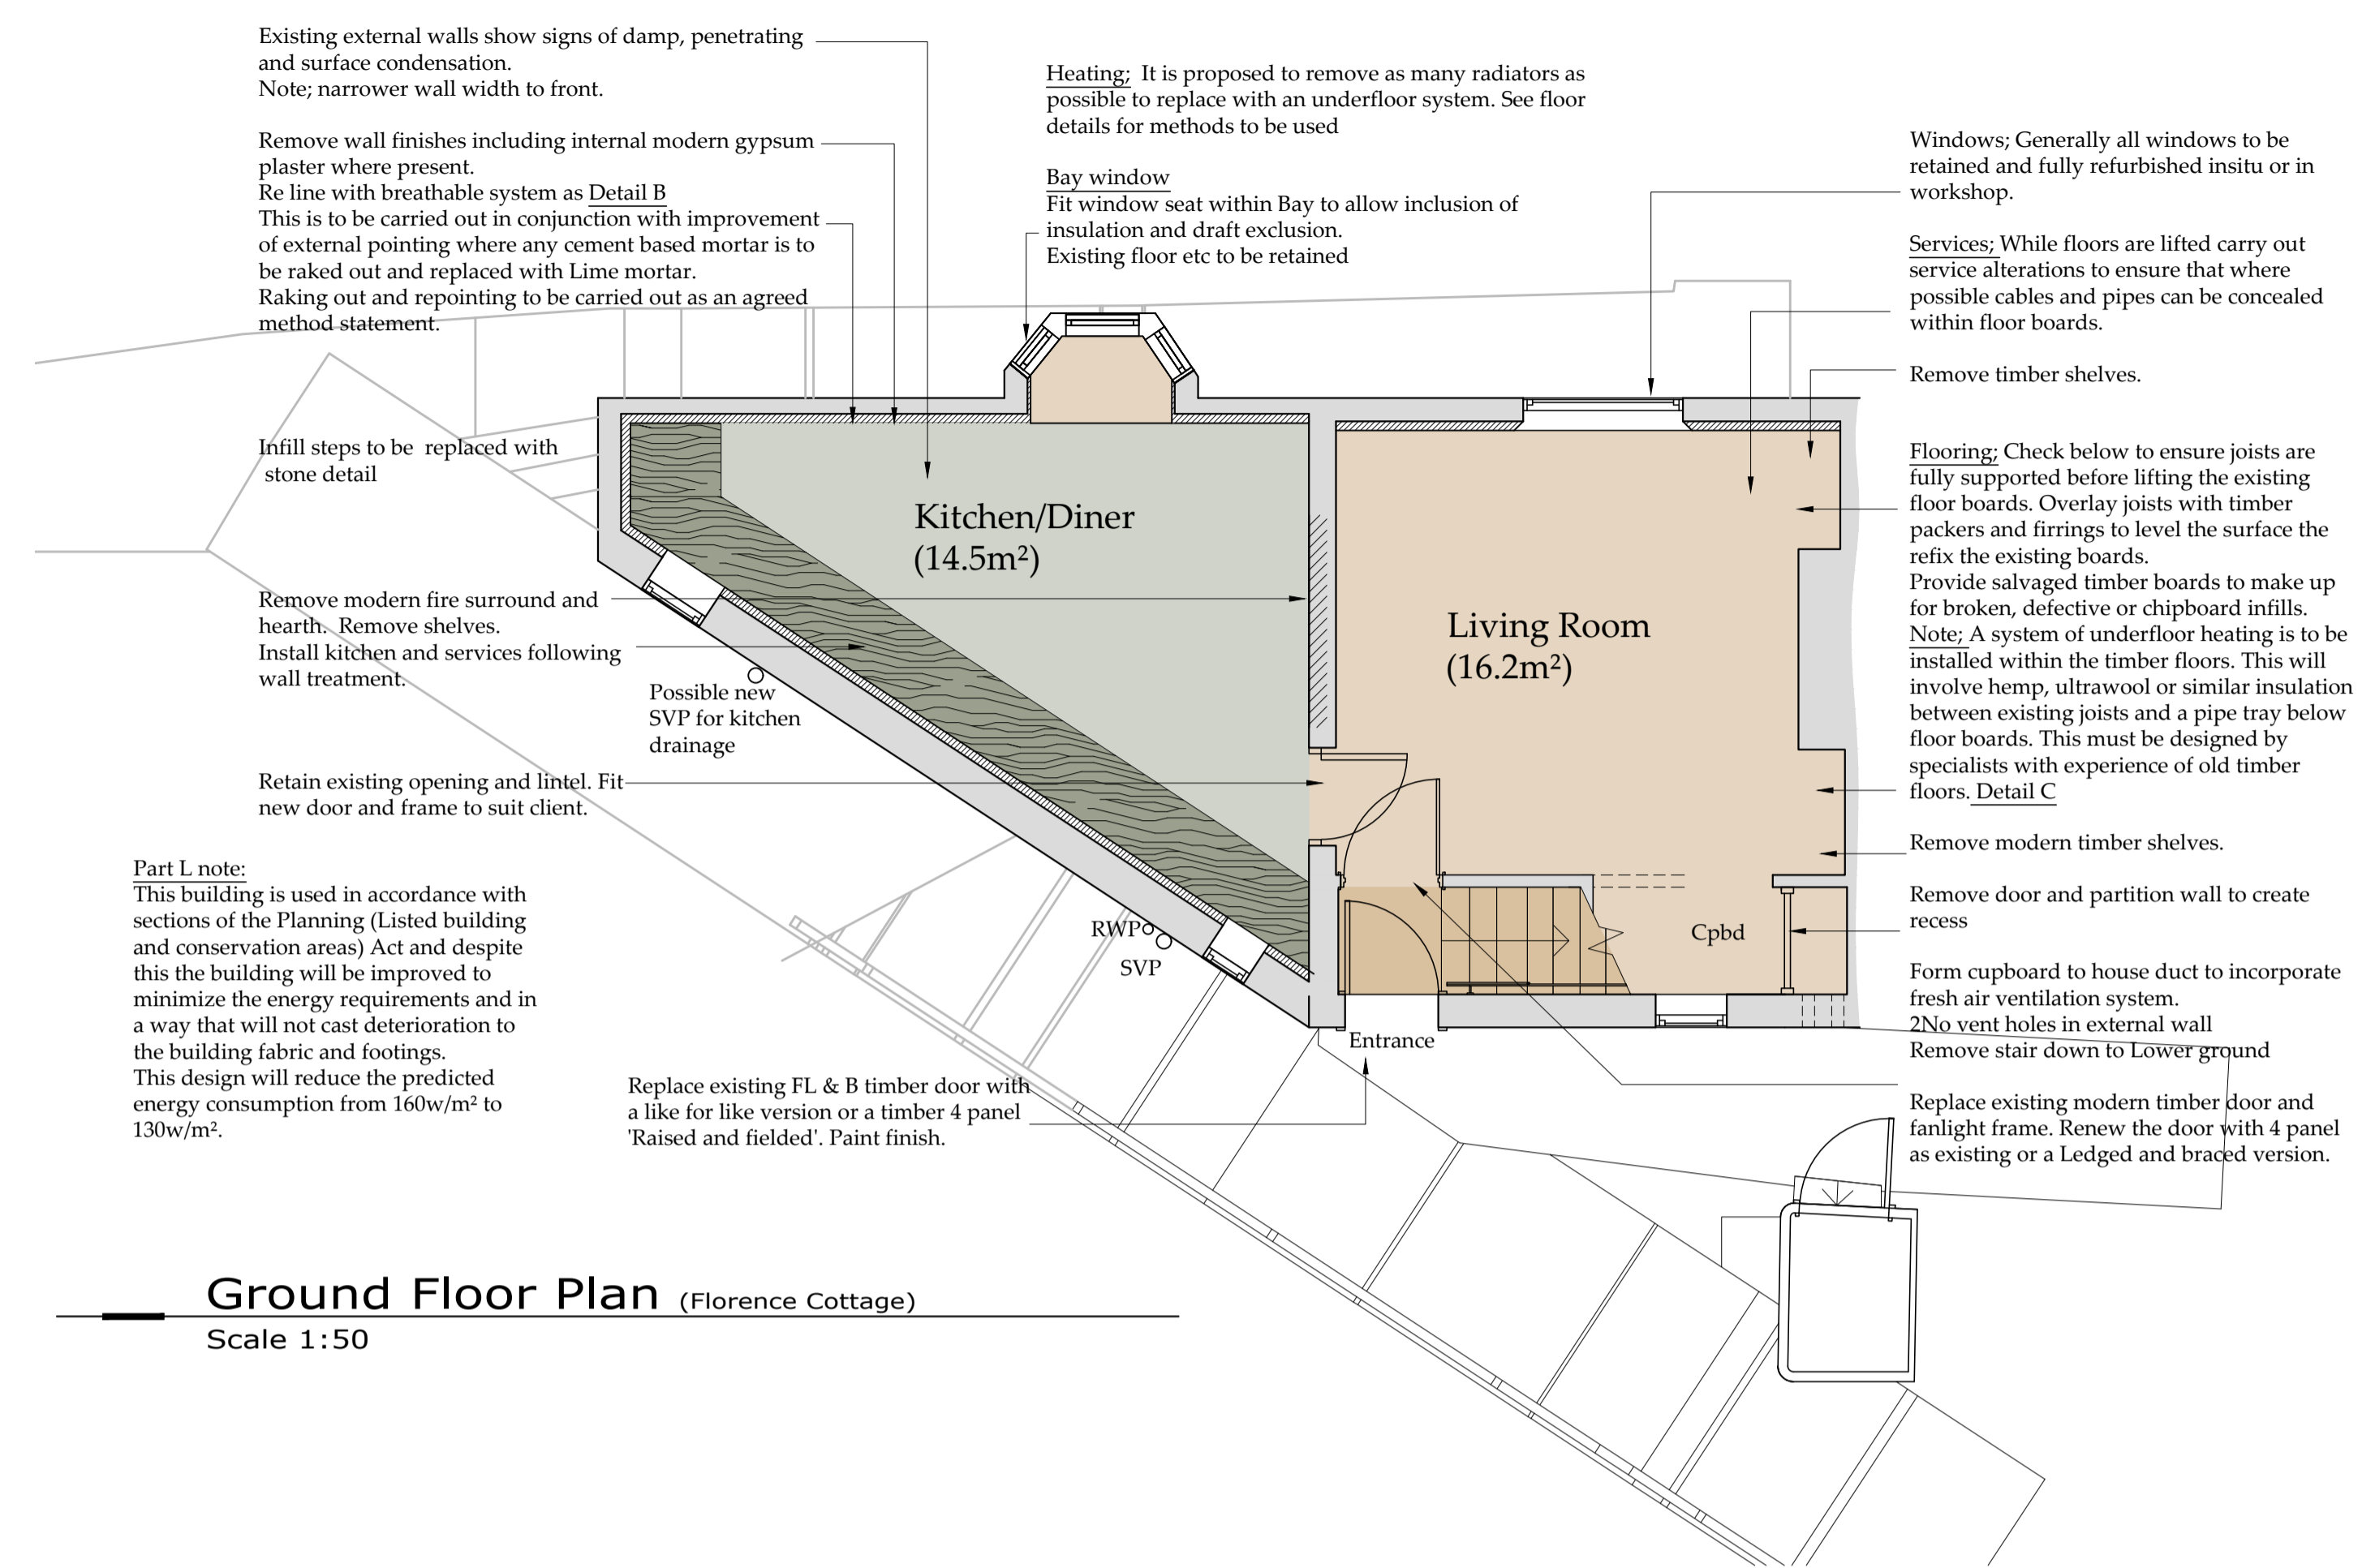 Existing external walls show signs of damp, penetrating
and surface condensation.
Note; narrower wall width to front.
Remove wall finishes including internal modern gypsum
plaster where present.
Re line with breathable system as Detail B
This is to be carried out in conjunction with improvement
of external pointing where any cement based mortar is to
be raked out and replaced with Lime mortar.
Raking out and repointing to be carried out as an agreed
method statement.
Infill steps to be  replaced with
stone detail
Remove modern fire surround and
hearth.  Remove shelves.
Install kitchen and services following
wall treatment.
Possible new
SVP for kitchen
drainage
Retain existing opening and lintel. Fit
new door and frame to suit client.
Part L note:
This building is used in accordance with
sections of the Planning (Listed building
and conservation areas) Act and despite
this the building will be improved to
minimize the energy requirements and in
a way that will not cast deterioration to
the building fabric and footings.
This design will reduce the predicted
energy consumption from 160w/m² to
130w/m².
Heating;  It is proposed to remove as many radiators as
possible to replace with an underfloor system. See floor
details for methods to be used
Bay window
Fit window seat within Bay to allow inclusion of
insulation and draft exclusion.
Existing floor etc to be retained
Kitchen/Diner
(14.5m²)
Living Room
(16.2m²)
Cpbd
RWP
SVP
Entrance
Replace existing FL & B timber door with
a like for like version or a timber 4 panel
'Raised and fielded'. Paint finish.
Windows; Generally all windows to be
retained and fully refurbished insitu or in
workshop.
Services; While floors are lifted carry out
service alterations to ensure that where
possible cables and pipes can be concealed
within floor boards.
Remove timber shelves.
Flooring; Check below to ensure joists are
fully supported before lifting the existing
floor boards. Overlay joists with timber
packers and firrings to level the surface the
refix the existing boards.
Provide salvaged timber boards to make up
for broken, defective or chipboard infills.
Note; A system of underfloor heating is to be
installed within the timber floors. This will
involve hemp, ultrawool or similar insulation
between existing joists and a pipe tray below
floor boards. This must be designed by
specialists with experience of old timber
floors. Detail C
Remove modern timber shelves.
Remove door and partition wall to create
recess
Form cupboard to house duct to incorporate
fresh air ventilation system.
2No vent holes in external wall
Remove stair down to Lower ground
Replace existing modern timber door and
fanlight frame. Renew the door with 4 panel
as existing or a Ledged and braced version.
Ground Floor Plan (Florence Cottage)
Scale 1:50